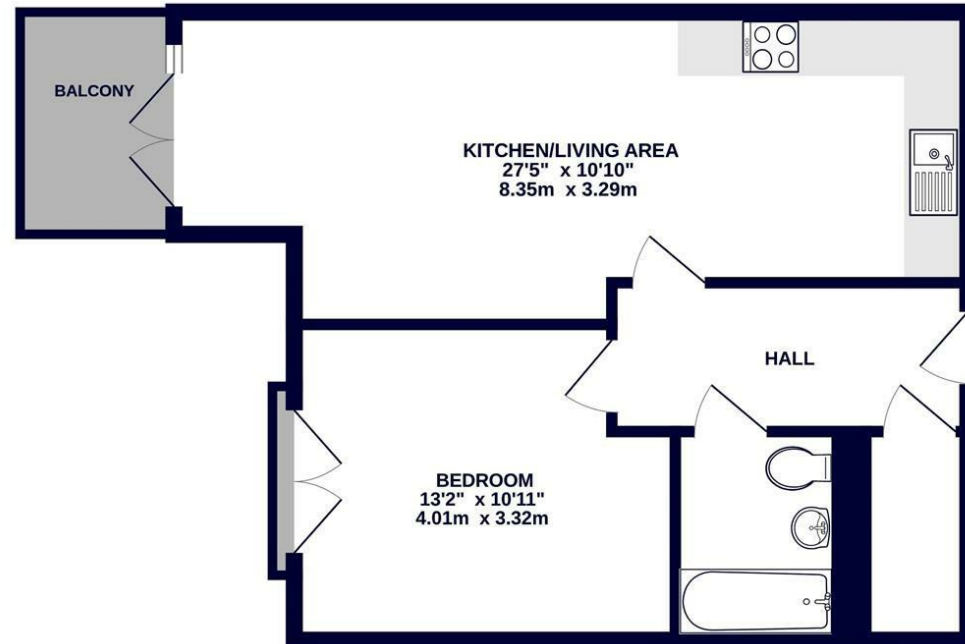 BALCONY
KITCHEN/LIVING AREA
27'5" x 10'10"
8.35m x 3.29m
HALL
BEDROOM
13'2" x 10'11"
4.01m x 3.32m